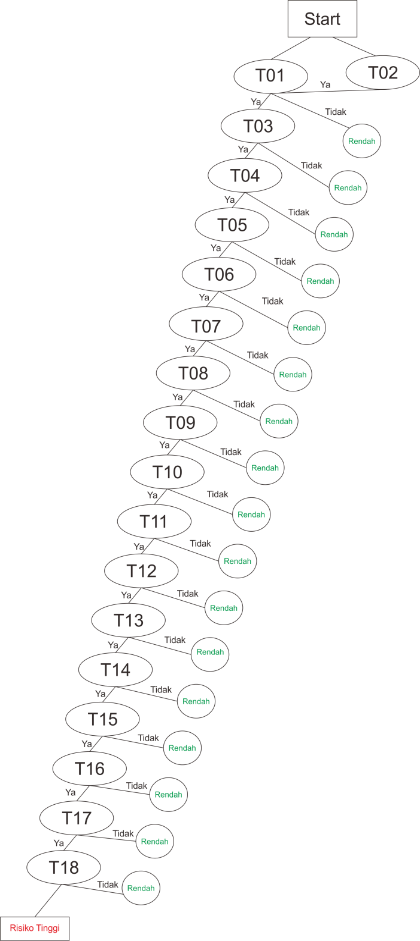 Start
T01
T02
Ya
Ya
Tidak
T03
Rendah
Ya
Tidak
T04
Rendah
Ya
Tidak
T05
Rendah
Ya
Tidak
T06
Rendah
Ya
Tidak
T07
Rendah
Ya
Tidak
T08
Rendah
Ya
Tidak
T09
Rendah
Ya
Tidak
T10
Rendah
Ya
Tidak
T11
Rendah
Ya
Tidak
T12
Rendah
Ya
Tidak
T13
Rendah
Ya
Tidak
T14
Rendah
Ya
Tidak
T15
Rendah
Ya
Tidak
T16
Rendah
Ya
Tidak
T17
Rendah
Ya
Tidak
T18
Rendah
Tidak
Rendah
Risiko Tinggi